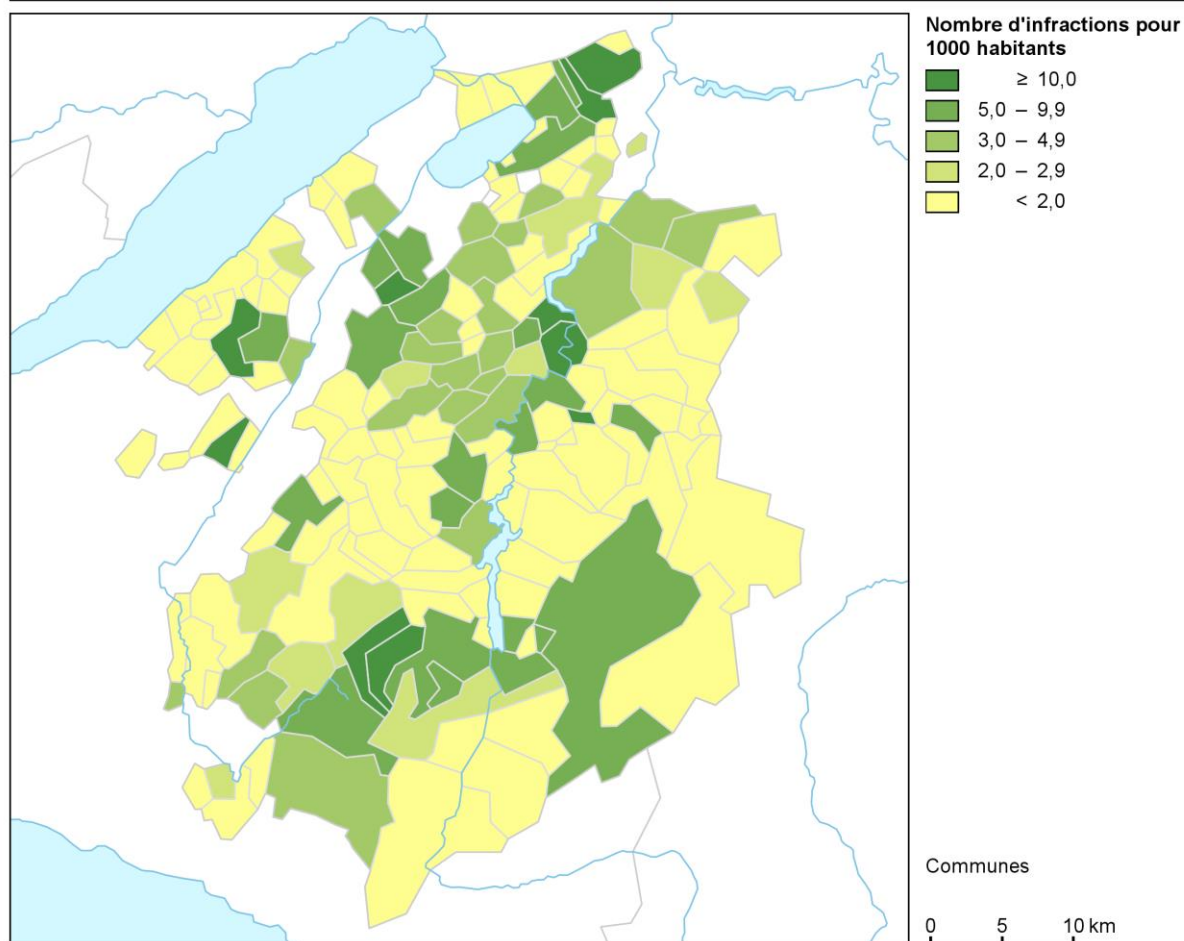 Nombre d'infractions pour
1000 habitants
≥ 10,0
5,0 – 9,9
3,0 – 4,9
2,0 – 2,9
< 2,0
Communes
0 5 10 km